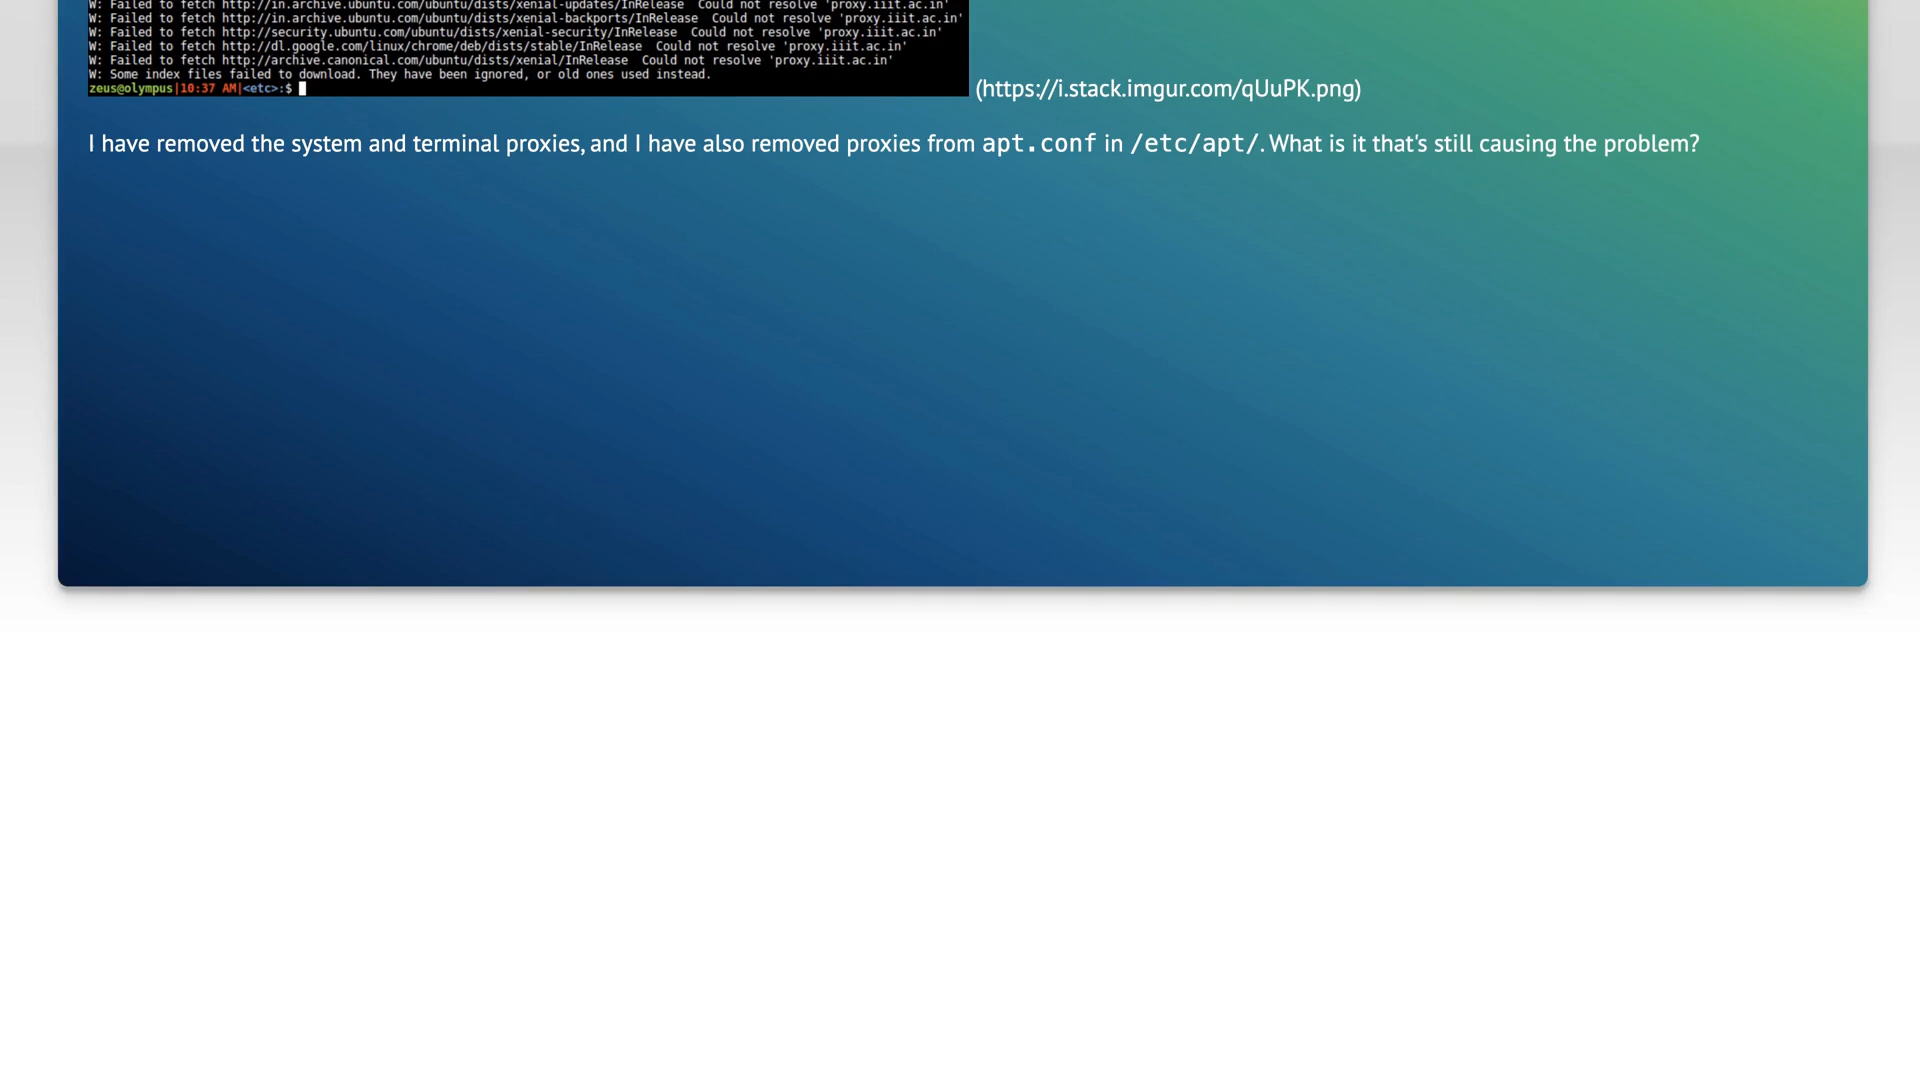 W: Failed to fetch http://in.archive.ubuntu.com/ubuntu/dists/xenial-updates/InRelease  Could not resolve 'proxy.iiit.ac.in'
W: Failed to fetch http://in.archive.ubuntu.com/ubuntu/dists/xenial-backports/InRelease  Could not resolve 'proxy.iiit.ac.in'
W: Failed to fetch http://security.ubuntu.com/ubuntu/dists/xenial-security/InRelease  Could not resolve 'proxy.iiit.ac.in'
W: Failed to fetch http://dl.google.com/linux/chrome/deb/dists/stable/InRelease  Could not resolve 'proxy.iiit.ac.in'
W: Failed to fetch http://archive.canonical.com/ubuntu/dists/xenial/InRelease  Could not resolve 'proxy.iiit.ac.in'
W: Some index files failed to download. They have been ignored, or old ones used instead.
zeus@olympus|10:37 AM|<etc>:$
(https://i.stack.imgur.com/qUuPK.png)
I have removed the system and terminal proxies, and I have also removed proxies from apt.conf in /etc/apt/. What is it that's still causing the problem?